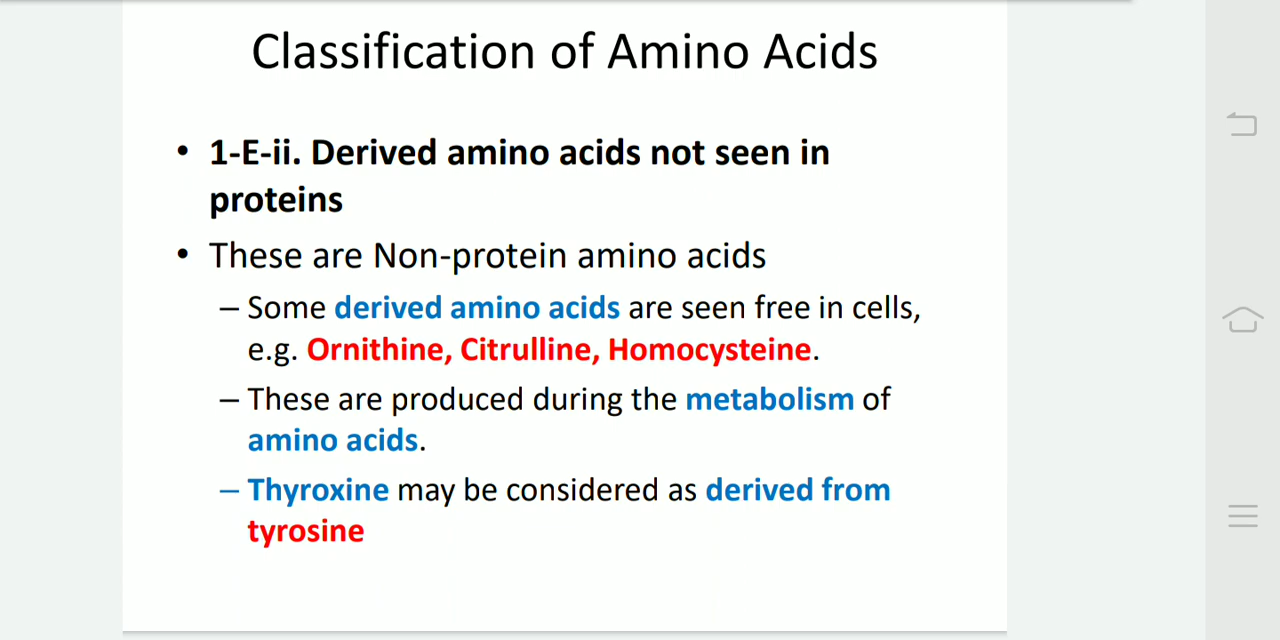 Classification of Amino Acids
• 1-E-ii. Derived amino acids not seen in
proteins
• These are Non-protein amino acids
– Some derived amino acids are seen free in cells,
e.g. Ornithine, Citrulline, Homocysteine.
– These are produced during the metabolism of
amino acids.
– Thyroxine may be considered as derived from
tyrosine